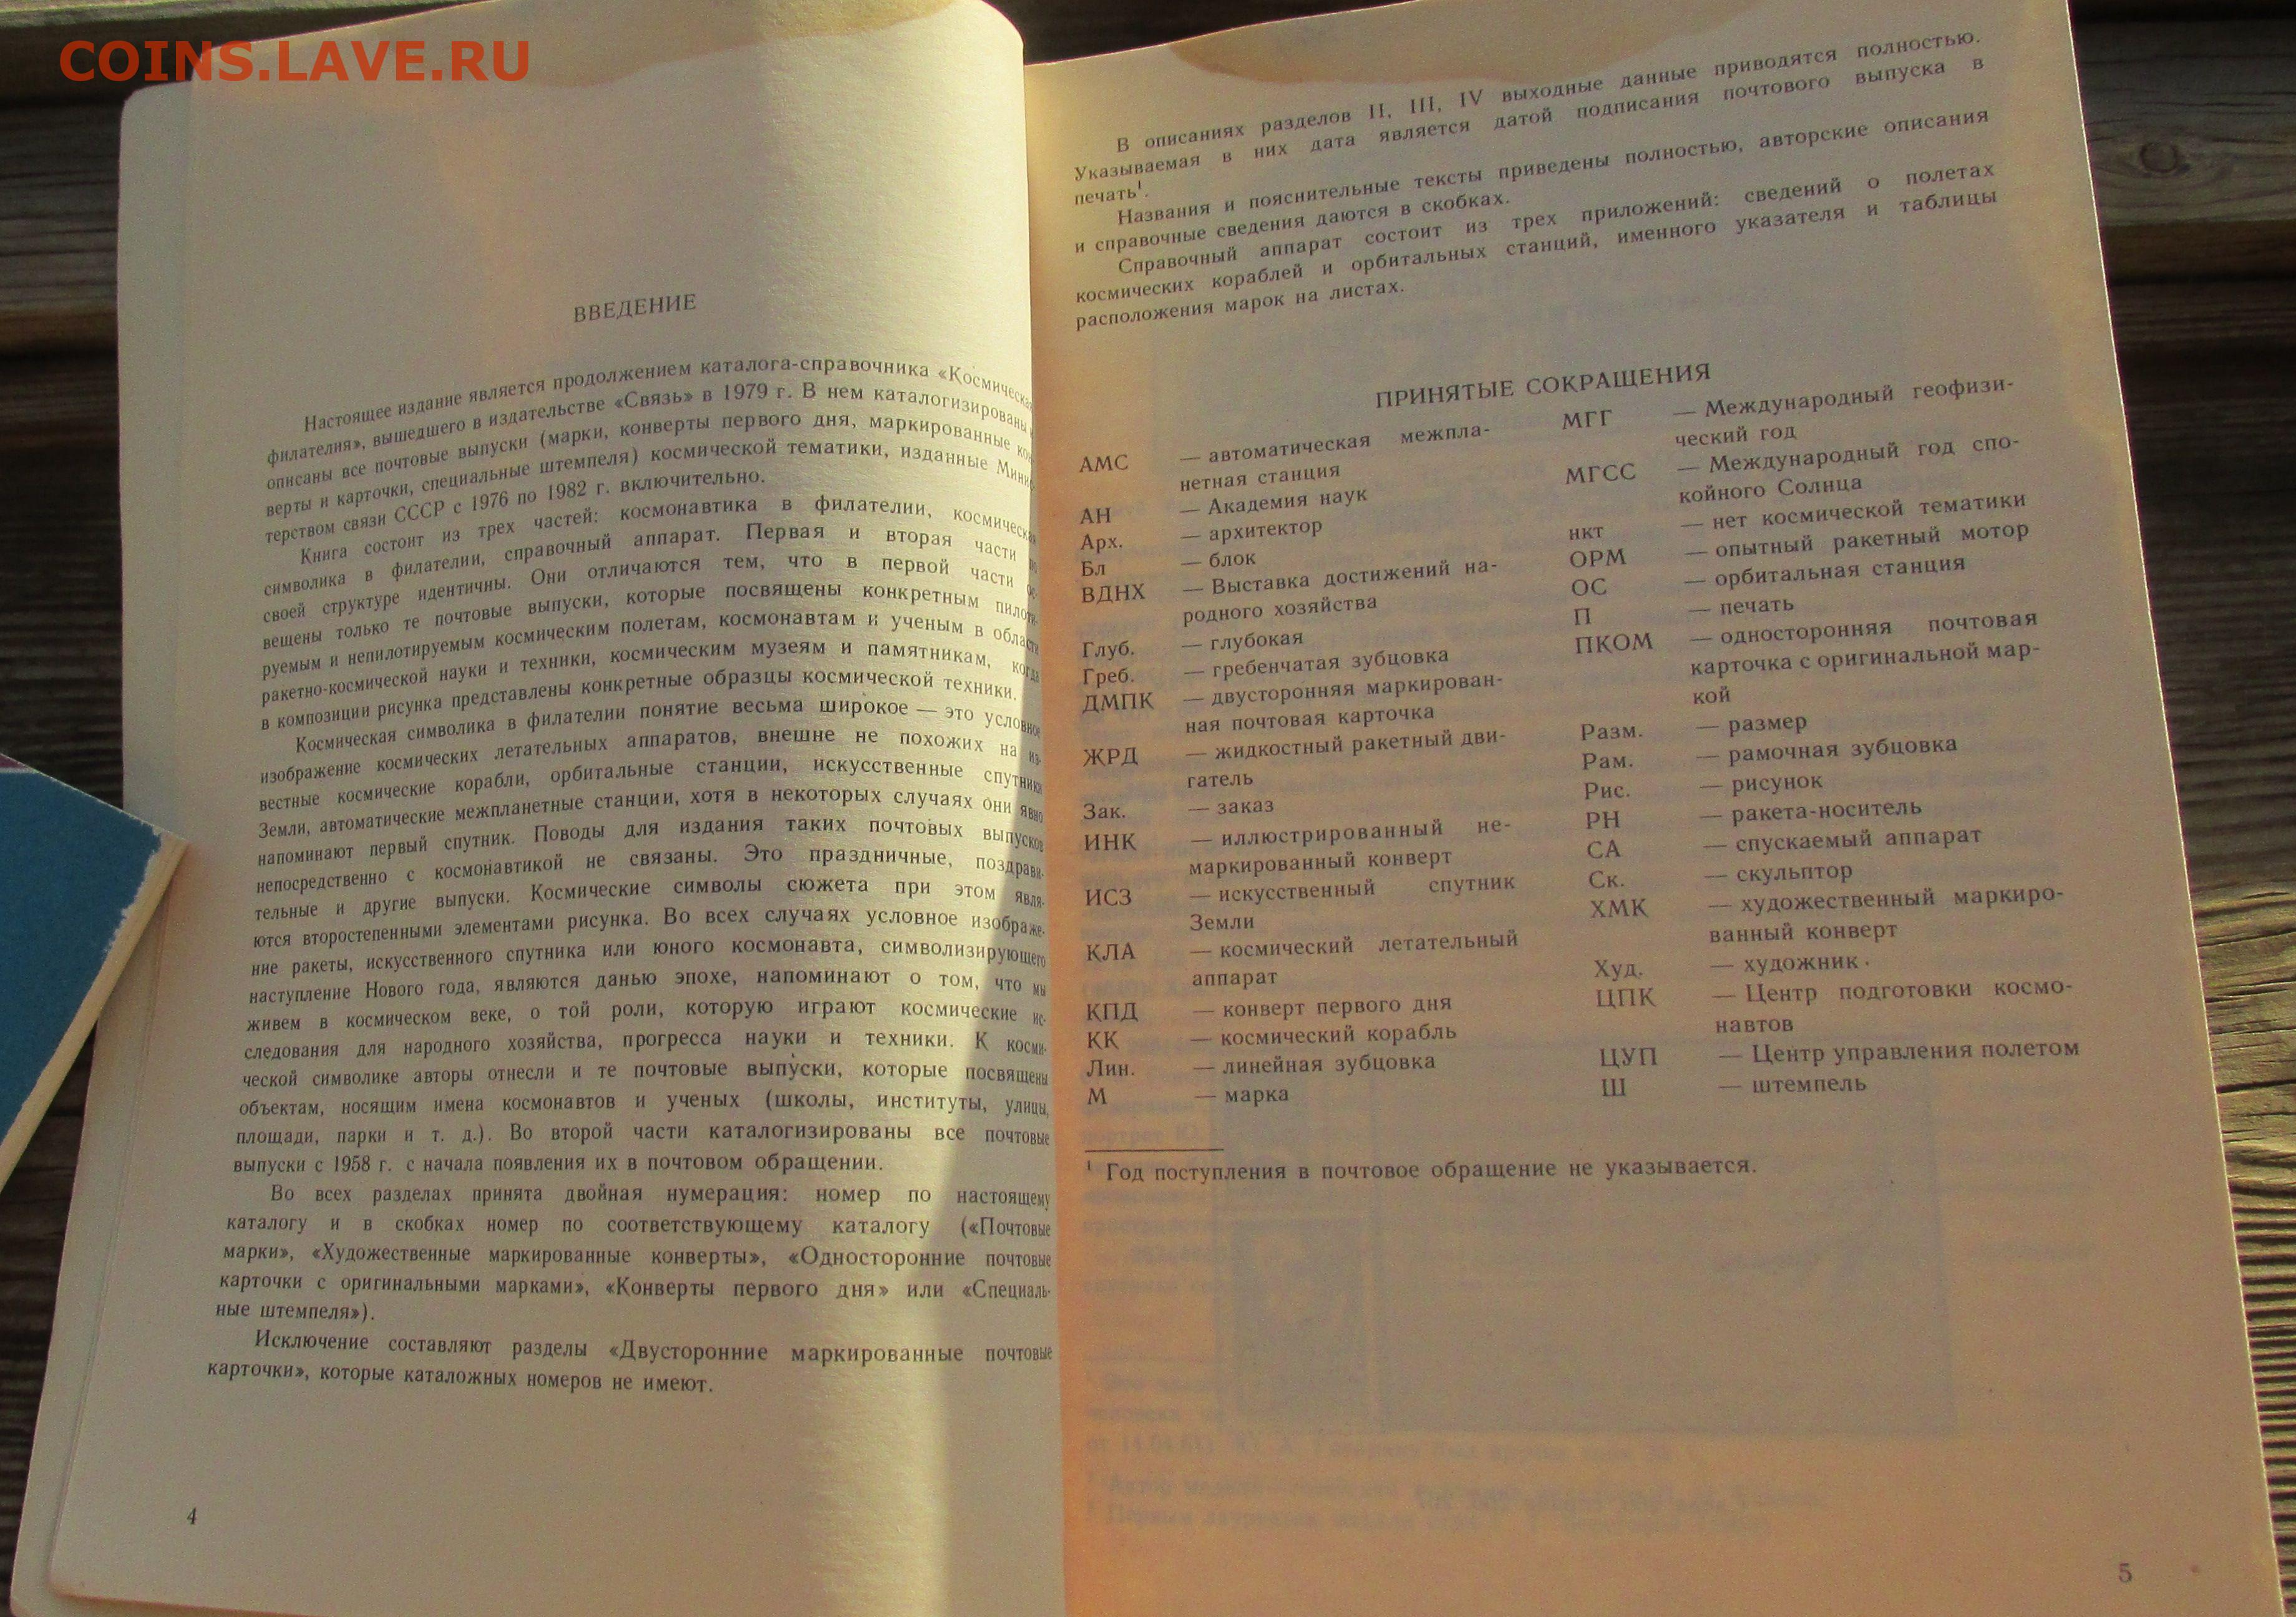 COINS.LAVE.RU
ВВЕДЕНИЕ
Настоящее издание является продолжением каталога-справочника «Космическая
филателия», вышедшего в издательстве «Связь» в 1979 г. В нем каталогизированы и
описаны все почтовые выпуски (марки, конверты первого дня, маркированные кон-
верты и карточки, специальные штемпеля) космической тематики, изданные Минис-
терством связи СССР с 1976 по 1982 г. включительно.
Книга состоит из трех частей: космонавтика в филателии, космическая
символика в филателии, справочный аппарат. Первая и вторая части по
своей структуре идентичны. Они отличаются тем, что в первой части ос-
вещены только те почтовые выпуски, которые посвящены конкретным пилоти-
руемым и непилотируемым космическим полетам, космонавтам и ученым в области
ракетно-космической науки и техники, космическим музеям и памятникам, когда
в композиции рисунка представлены конкретные образцы космической техники.
Космическая символика в филателии понятие весьма широкое — это условное
изображение космических летательных аппаратов, внешне не похожих на из-
вестные космические корабли, орбитальные станции, искусственные спутники
Земли, автоматические межпланетные станции, хотя в некоторых случаях они явно
напоминают первый спутник. Поводы для издания таких почтовых выпусков
непосредственно с космонавтикой не связаны. Это праздничные, поздрави-
тельные и другие выпуски. Космические символы сюжета при этом явля-
ются второстепенными элементами рисунка. Во всех случаях условное изображе-
ние ракеты, искусственного спутника или юного космонавта, символизирующего
наступление Нового года, являются данью эпохе, напоминают о том, что мы
живем в космическом веке, о той роли, которую играют космические ис-
следования для народного хозяйства, прогресса науки и техники. К косми-
ческой символике авторы отнесли и те почтовые выпуски, которые посвящены
объектам, носящим имена космонавтов и ученых (школы, институты, улицы,
площади, парки и т. д.). Во второй части каталогизированы все почтовые
выпуски с 1958 г. с начала появления их в почтовом обращении.
Во всех разделах принята двойная нумерация: номер по настоящему
каталогу и в скобках номер по соответствующему каталогу («Почтовые
марки», «Художественные маркированные конверты», «Односторонние почтовые
карточки с оригинальными марками», «Конверты первого дня» или «Специаль-
ные штемпеля»).
Исключение составляют разделы «Двусторонние маркированные почтовые
карточки», которые каталожных номеров не имеют.
4
В описаниях разделов II, III, IV выходные данные приводятся полностью.
Указываемая в них дата является датой подписания почтового выпуска в
печать¹.
Названия и пояснительные тексты приведены полностью, авторские описания
и справочные сведения даются в скобках.
Справочный аппарат состоит из трех приложений: сведений о полетах
космических кораблей и орбитальных станций, именного указателя и таблицы
расположения марок на листах.
ПРИНЯТЫЕ СОКРАЩЕНИЯ
АМС — автоматическая межпла-
нетная станция
АН — Академия наук
Арх. — архитектор
Бл — блок
ВДНХ — Выставка достижений на-
родного хозяйства
Глуб. — глубокая
Греб. — гребенчатая зубцовка
ДМПК — двусторонняя маркирован-
ная почтовая карточка
ЖРД — жидкостный ракетный дви-
гатель
Зак. — заказ
ИНК — иллюстрированный не-
маркированный конверт
ИСЗ — искусственный спутник
Земли
КЛА — космический летательный
аппарат
КПД — конверт первого дня
КК — космический корабль
Лин. — линейная зубцовка
М — марка
МГГ — Международный геофизи-
ческий год
МГСС — Международный год спо-
койного Солнца
нкт — нет космической тематики
ОРМ — опытный ракетный мотор
ОС — орбитальная станция
П — печать
ПКОМ — односторонняя почтовая
карточка с оригинальной мар-
кой
Разм. — размер
Рам. — рамочная зубцовка
Рис. — рисунок
РН — ракета-носитель
СА — спускаемый аппарат
Ск. — скульптор
ХМК — художественный маркиро-
ванный конверт
Худ. — художник
ЦПК — Центр подготовки космо-
навтов
ЦУП — Центр управления полетом
Ш — штемпель
¹ Год поступления в почтовое обращение не указывается.
5